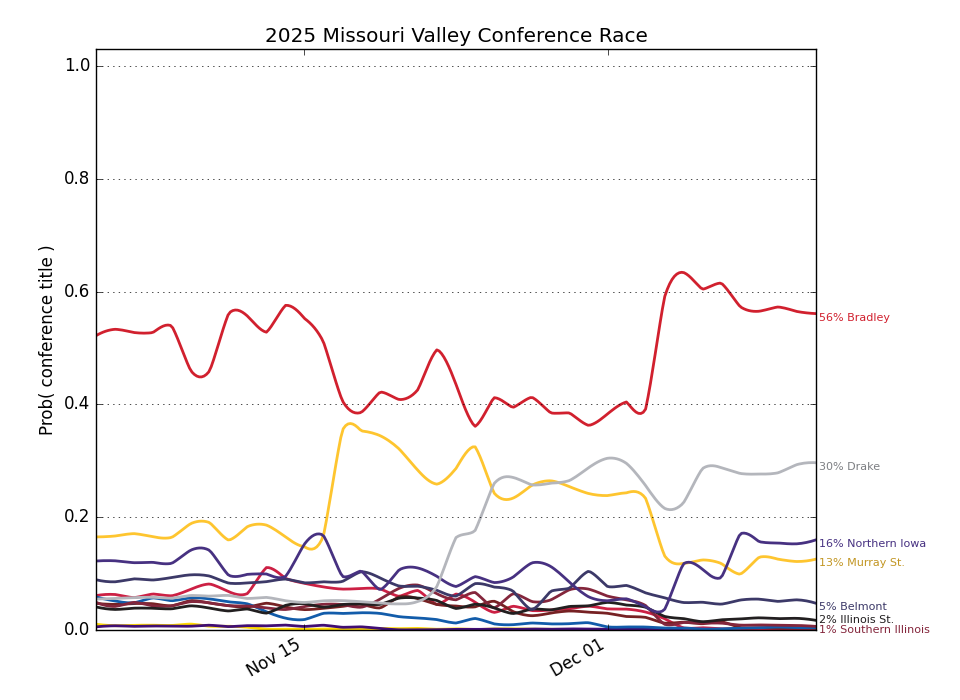 2025 Missouri Valley Conference Race
Prob( conference title )
1.0
0.8
0.6
0.4
0.2
0.0
Nov 15
Dec 01
56% Bradley
30% Drake
16% Northern Iowa
13% Murray St.
5% Belmont
2% Illinois St.
1% Southern Illinois